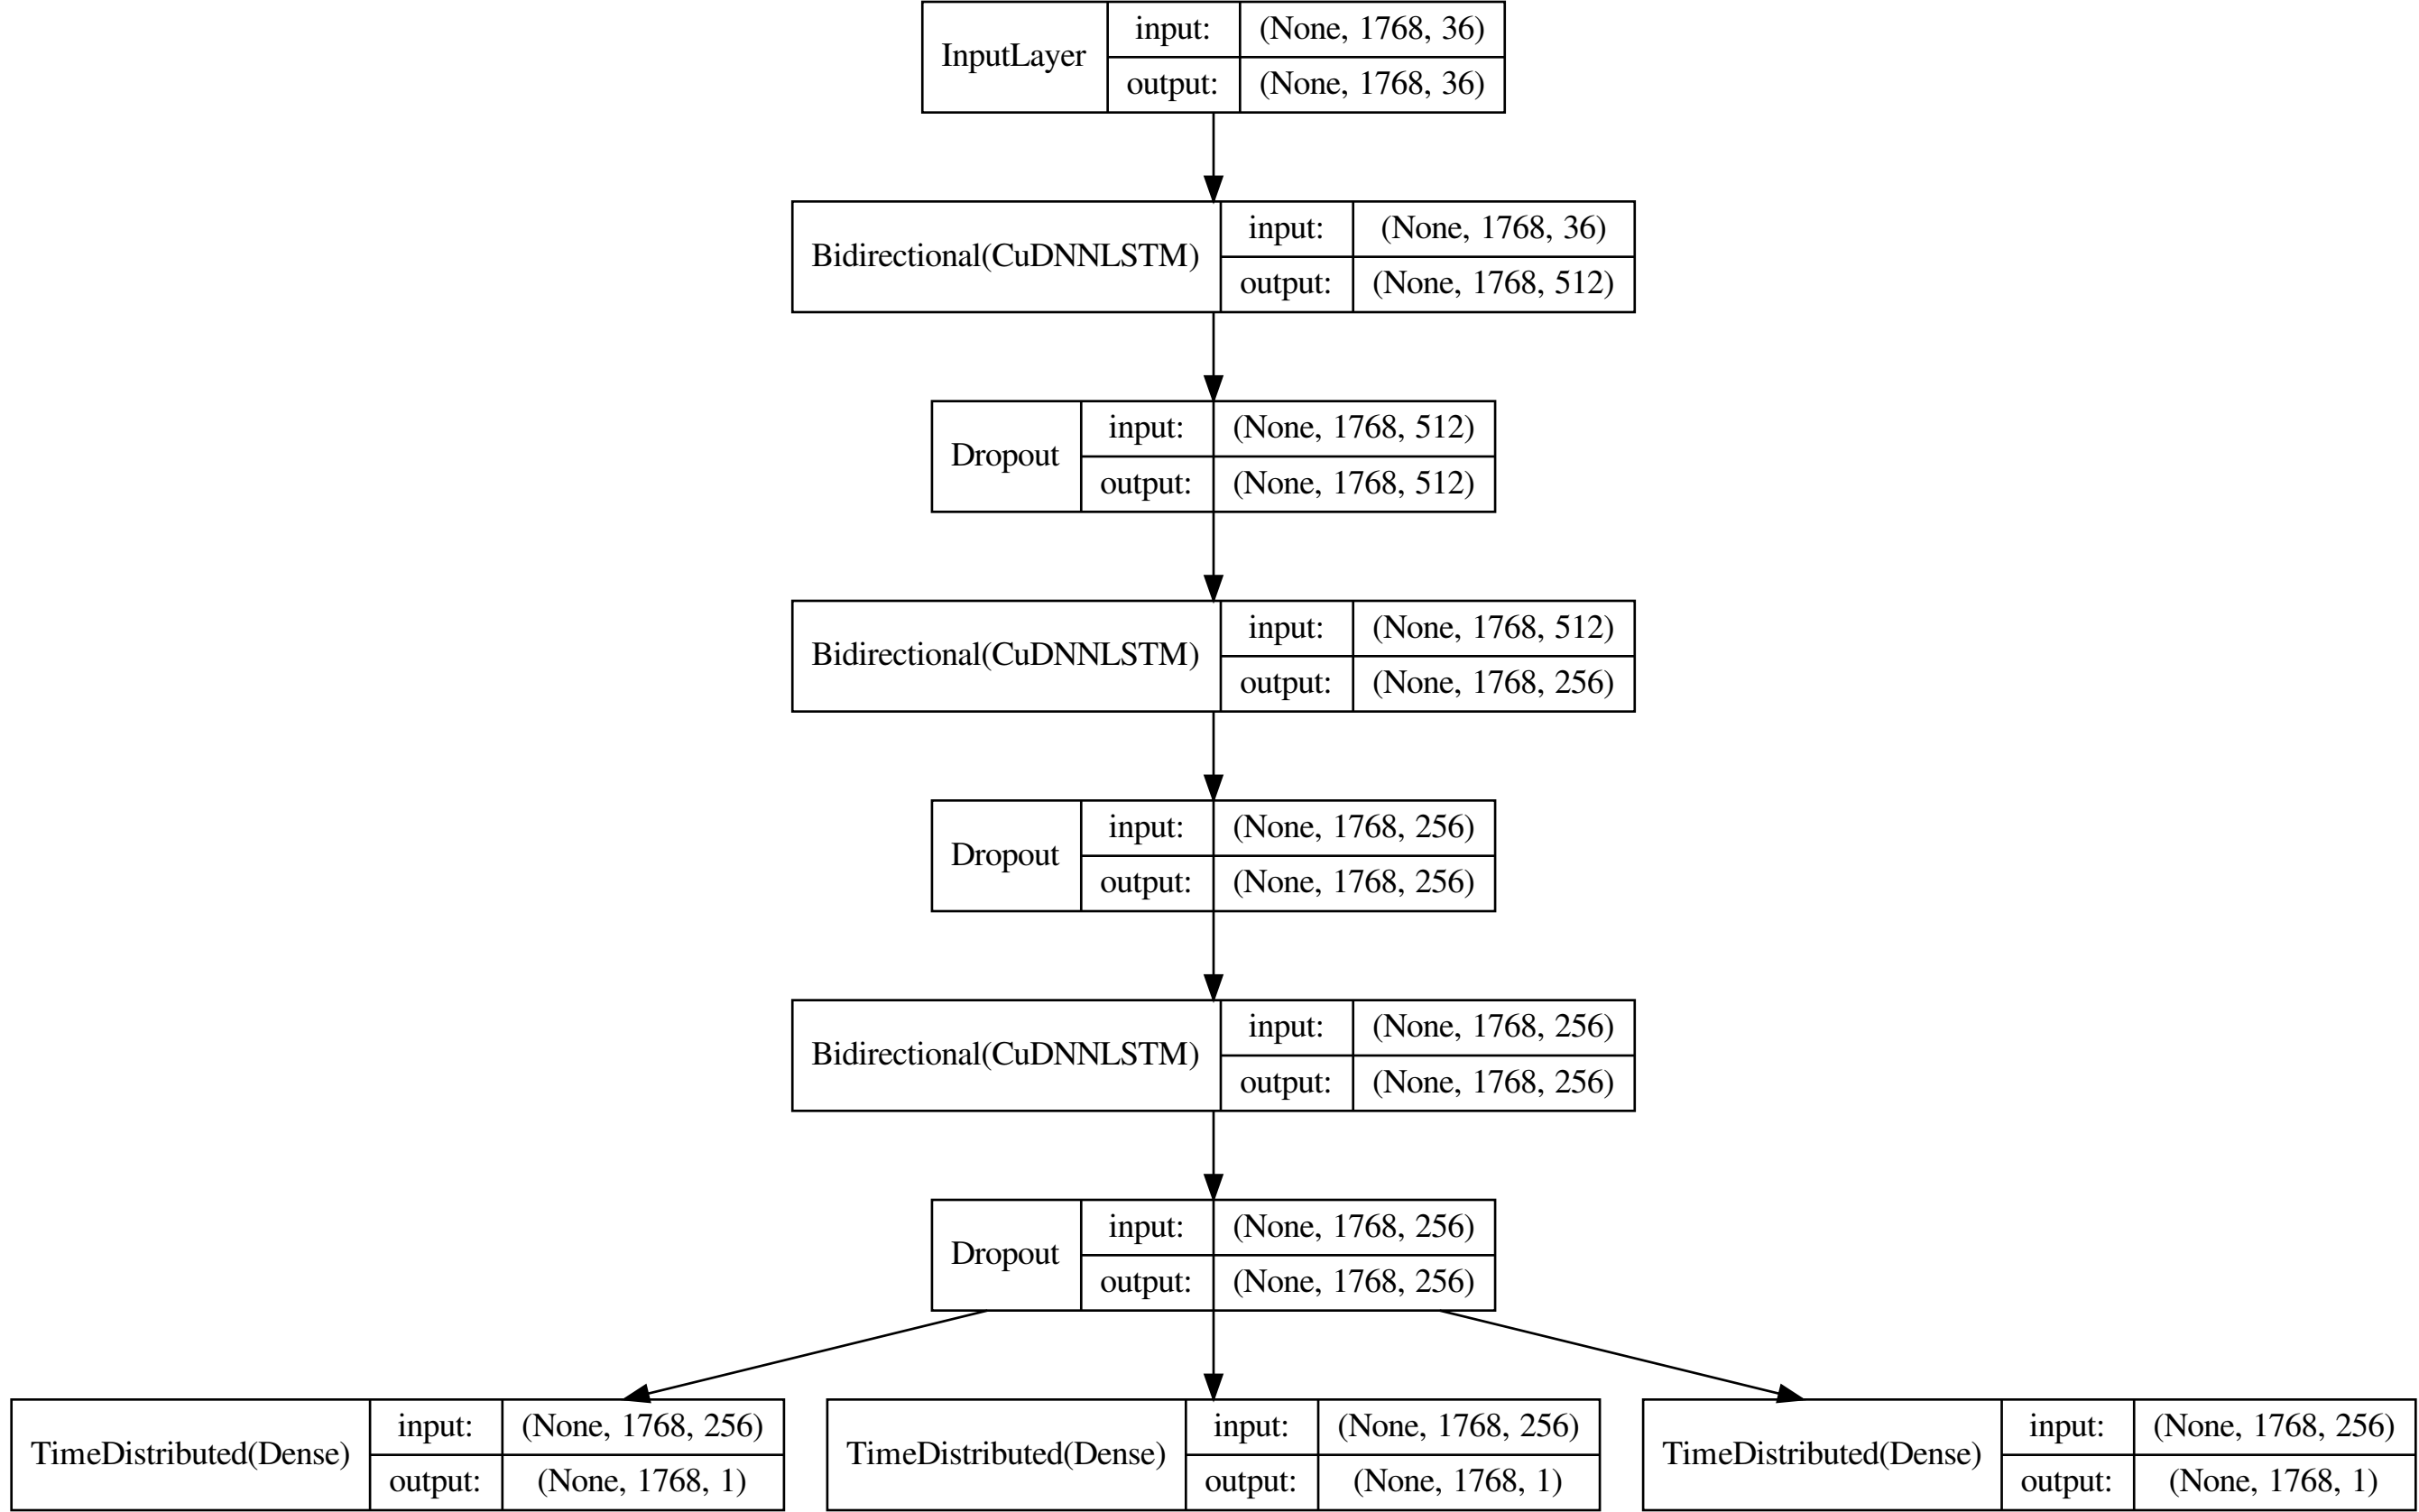 InputLayer
input: (None, 1768, 36)
output: (None, 1768, 36)
Bidirectional(CuDNNLSTM)
input: (None, 1768, 36)
output: (None, 1768, 512)
Dropout
input: (None, 1768, 512)
output: (None, 1768, 512)
Bidirectional(CuDNNLSTM)
input: (None, 1768, 512)
output: (None, 1768, 256)
Dropout
input: (None, 1768, 256)
output: (None, 1768, 256)
Bidirectional(CuDNNLSTM)
input: (None, 1768, 256)
output: (None, 1768, 256)
Dropout
input: (None, 1768, 256)
output: (None, 1768, 256)
TimeDistributed(Dense)
input: (None, 1768, 256)
output: (None, 1768, 1)
TimeDistributed(Dense)
input: (None, 1768, 256)
output: (None, 1768, 1)
TimeDistributed(Dense)
input: (None, 1768, 256)
output: (None, 1768, 1)